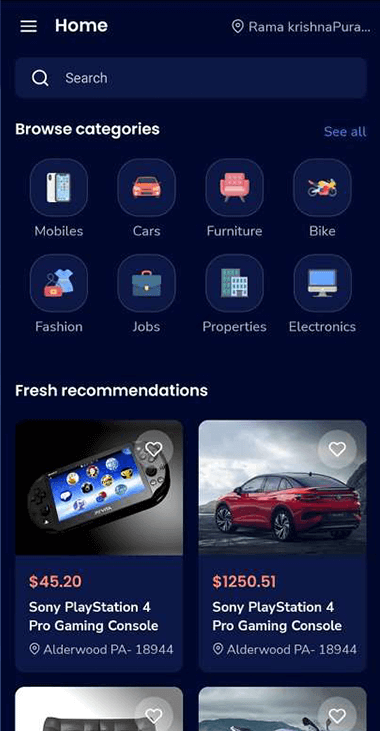 Home
Rama krishnaPura...
Search
Browse categories
See all
Mobiles
Cars
Furniture
Bike
Fashion
Jobs
Properties
Electronics
Fresh recommendations
PS VITA
$45.20
Sony PlayStation 4
Pro Gaming Console
Alderwood PA- 18944
$1250.51
Sony PlayStation 4
Pro Gaming Console
Alderwood PA- 18944